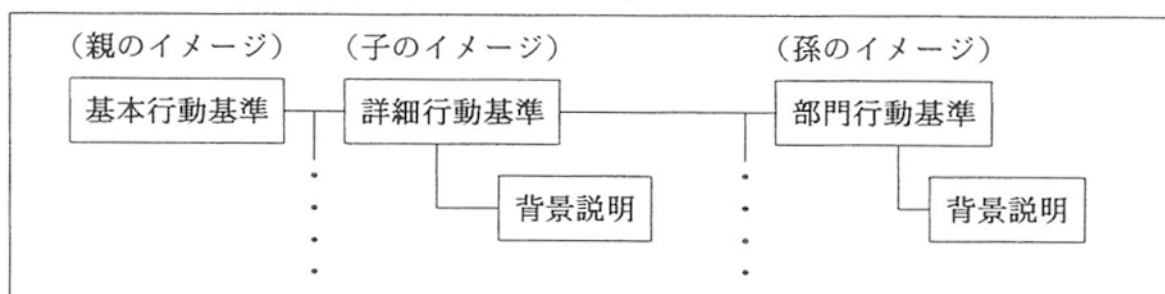 （親のイメージ）（子のイメージ）（孫のイメージ）
基本行動基準 詳細行動基準 部門行動基準
背景説明 背景説明